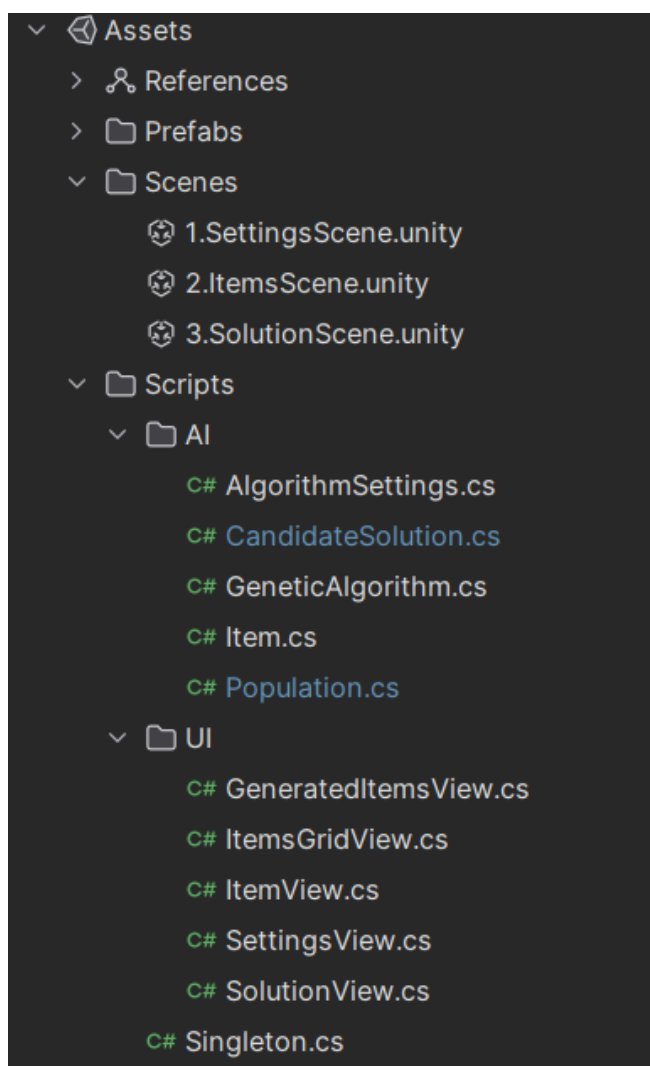 Assets
References
Prefabs
Scenes
1.SettingsScene.unity
2.ItemsScene.unity
3.SolutionScene.unity
Scripts
AI
C# AlgorithmSettings.cs
C# CandidateSolution.cs
C# GeneticAlgorithm.cs
C# Item.cs
C# Population.cs
UI
C# GeneratedItemsView.cs
C# ItemsGridView.cs
C# ItemView.cs
C# SettingsView.cs
C# SolutionView.cs
C# Singleton.cs